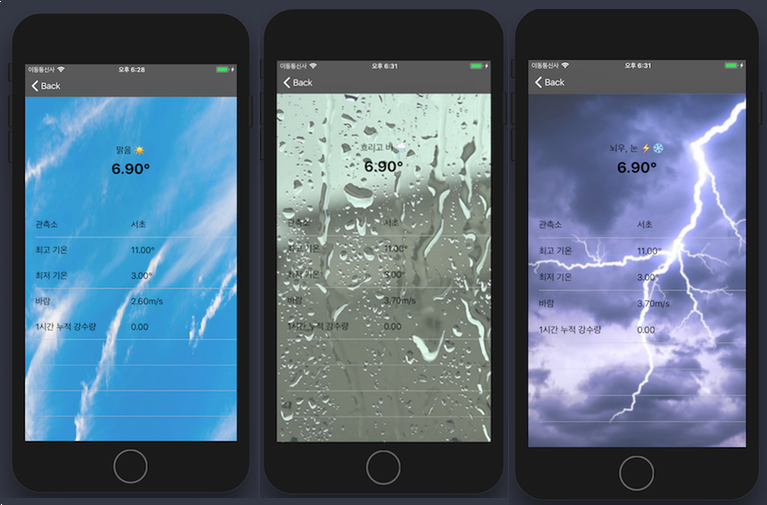 이동통신사 오후 6:28
Back
맑음 ☀️
6.90°
관측소 서초
최고 기온 11.00°
최저 기온 3.00°
바람 2.60m/s
1시간 누적 강수량 0.00
이동통신사 오후 6:31
Back
흐리고 비
6.90°
관측소 서초
최고 기온 11.00°
최저 기온 3.00°
바람 3.70m/s
1시간 누적 강수량 0.00
이동통신사 오후 6:31
Back
뇌우, 눈 ⚡️ ❄️
6.90°
관측소 서초
최고 기온 11.00°
최저 기온 3.00°
바람 3.70m/s
1시간 누적 강수량 0.00